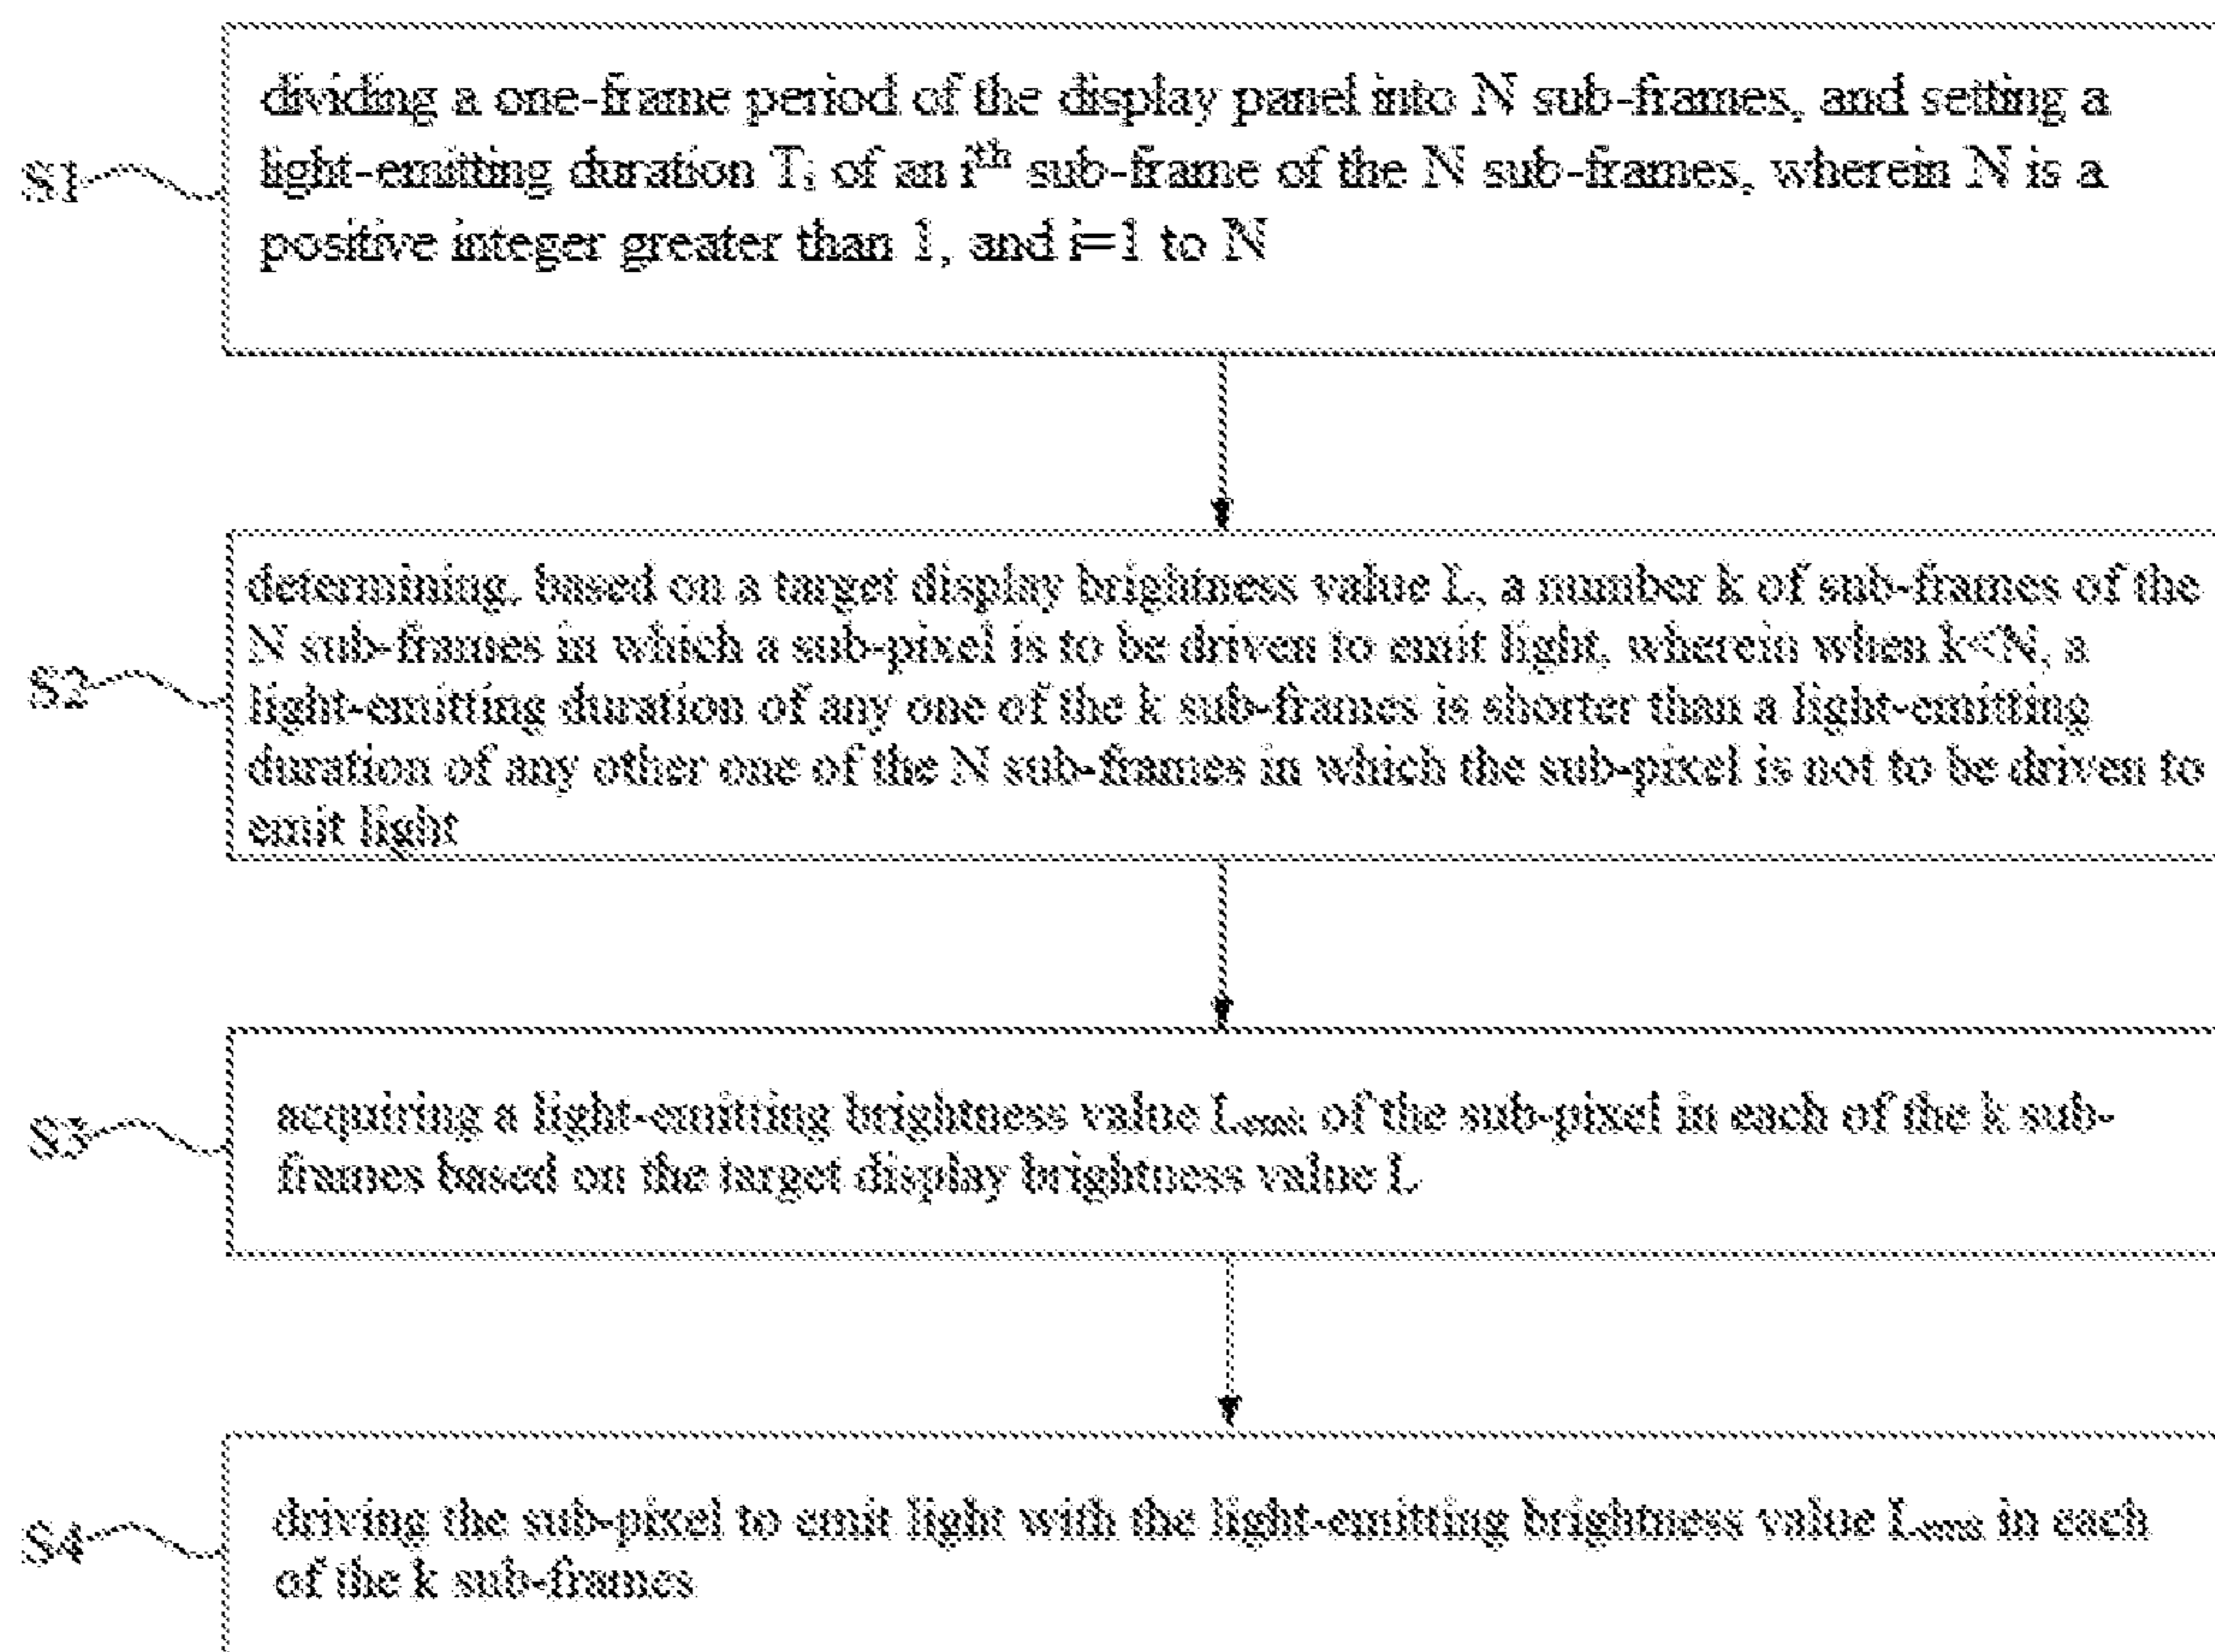 S1
dividing a one-frame period of the display panel into N sub-frames, and setting a
light-emitting duration Ti of an ith sub-frame of the N sub-frames, wherein N is a
positive integer greater than 1, and i=1 to N
S2
determining, based on a target display brightness value L, a number k of sub-frames of the
N sub-frames in which a sub-pixel is to be driven to emit light, wherein when k<N, a
light-emitting duration of any one of the k sub-frames is shorter than a light-emitting
duration of any other one of the N sub-frames in which the sub-pixel is not to be driven to
emit light
S3
acquiring a light-emitting brightness value of the sub-pixel in each of the k sub-
frames based on the target display brightness value L
S4
driving the sub-pixel to emit light with the light-emitting brightness value in each
of the k sub-frames